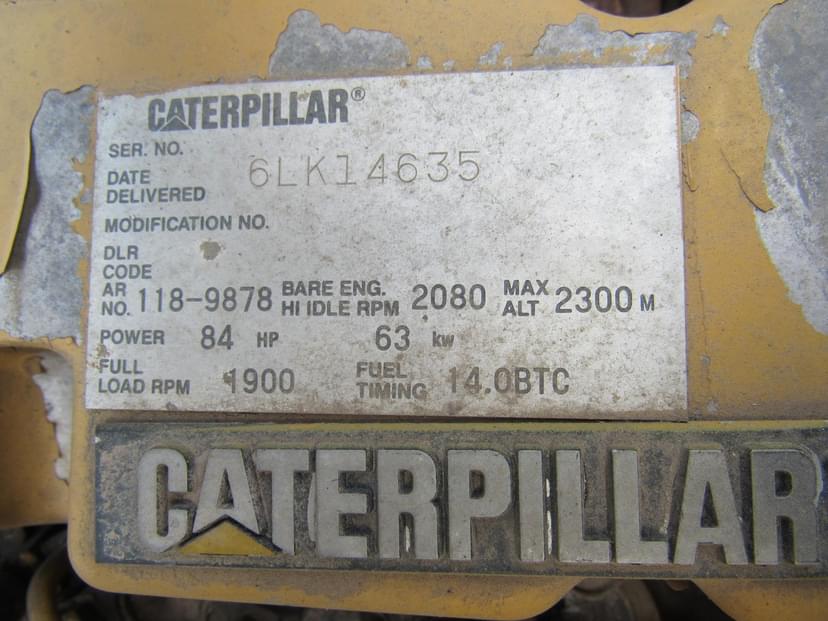 CATERPILLAR®
SER. NO. 6LK14635
DATE
DELIVERED
MODIFICATION NO.
DLR
CODE
AR
NO. 118-9878 BARE ENG.
HI IDLE RPM 2080 MAX
ALT 2300 M
POWER 84 HP 63 kw
FULL
LOAD RPM 1900 FUEL
TIMING 14.0BTC
CATERPILLAR